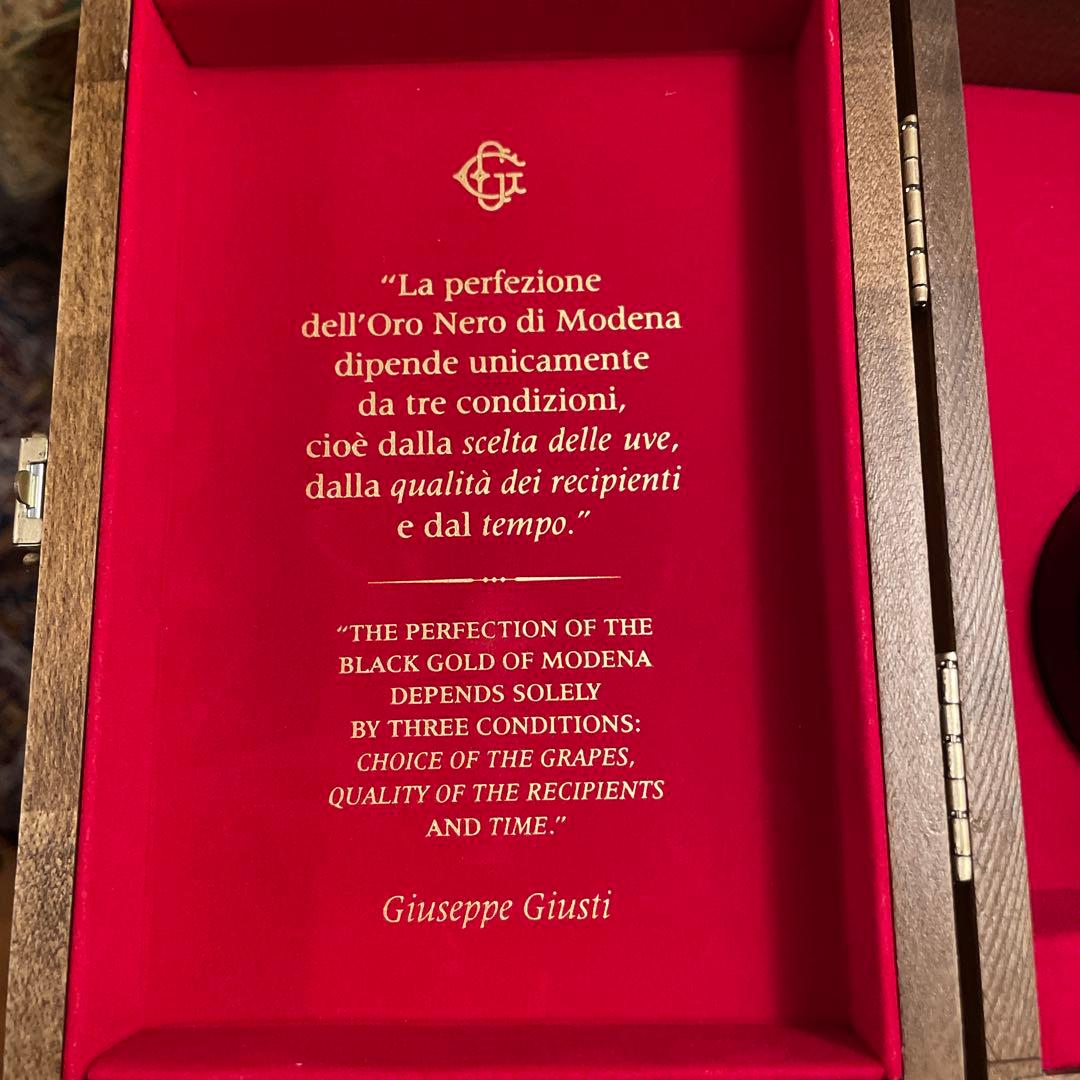 “La perfezione
dell’Oro Nero di Modena
dipende unicamente
da tre condizioni,
cioè dalla scelta delle uve,
dalla qualità dei recipienti
e dal tempo.”
“THE PERFECTION OF THE
BLACK GOLD OF MODENA
DEPENDS SOLELY
BY THREE CONDITIONS:
CHOICE OF THE GRAPES,
QUALITY OF THE RECIPIENTS
AND TIME.”
Giuseppe Giusti